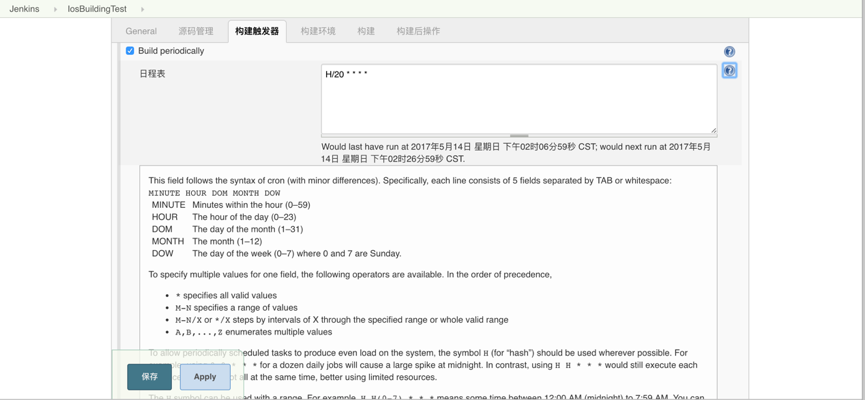 Jenkins
IosBuildingTest
General 源码管理 构建触发器 构建环境 构建 构建后操作
Build periodically
日程表
H/20 * * * *
Would last have run at 2017年5月14日 星期日 下午02时06分59秒 CST; would next run at 2017年5月
14日 星期日 下午02时26分59秒 CST.
This field follows the syntax of cron (with minor differences). Specifically, each line consists of 5 fields separated by TAB or whitespace:
MINUTE HOUR DOM MONTH DOW
MINUTE Minutes within the hour (0–59)
HOUR The hour of the day (0–23)
DOM The day of the month (1–31)
MONTH The month (1–12)
DOW The day of the week (0–7) where 0 and 7 are Sunday.
To specify multiple values for one field, the following operators are available. In the order of precedence,
• * specifies all valid values
• M-N specifies a range of values
• M-N/X or */X steps by intervals of X through the specified range or whole valid range
• A,B,...,Z enumerates multiple values
To allow periodically scheduled tasks to produce even load on the system, the symbol H (for “hash”) should be used wherever possible. For
* * for a dozen daily jobs will cause a large spike at midnight. In contrast, using H H * * * would still execute each
all at the same time, better using limited resources.
保存 Apply
The H symbol can be used with a range. For example, H H(0-7) * * * means some time between 12:00 AM (midnight) to 7:59 AM. You can